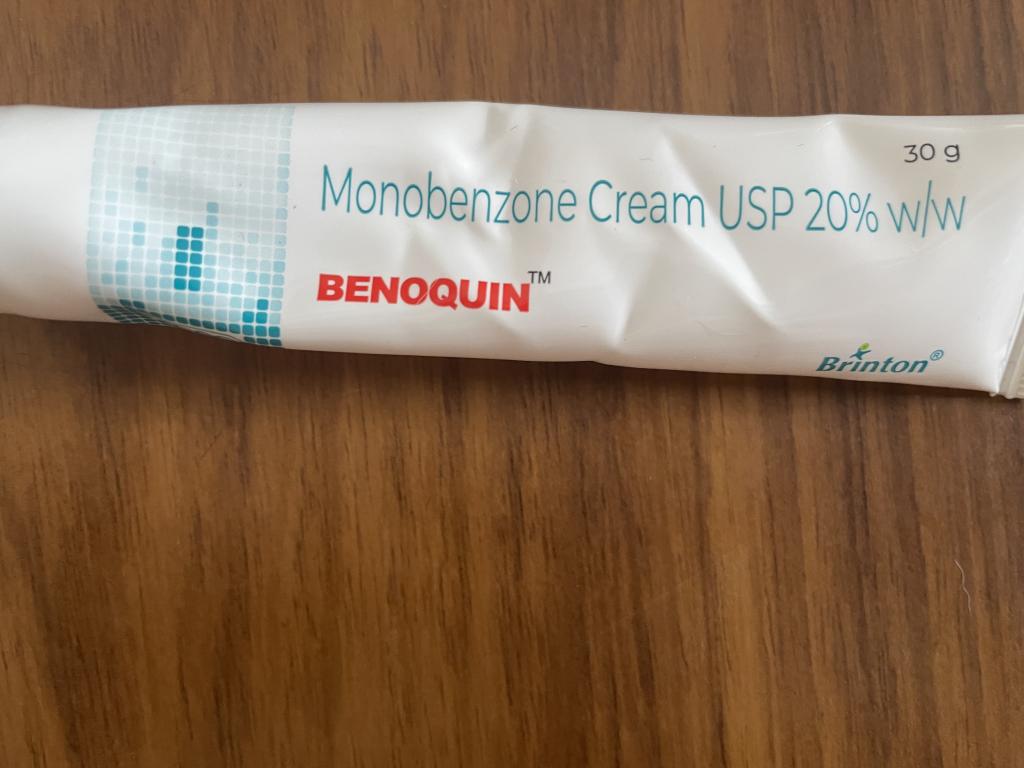 30 g
Monobenzone Cream USP 20% w/w
BENOQUIN™
Brinton®